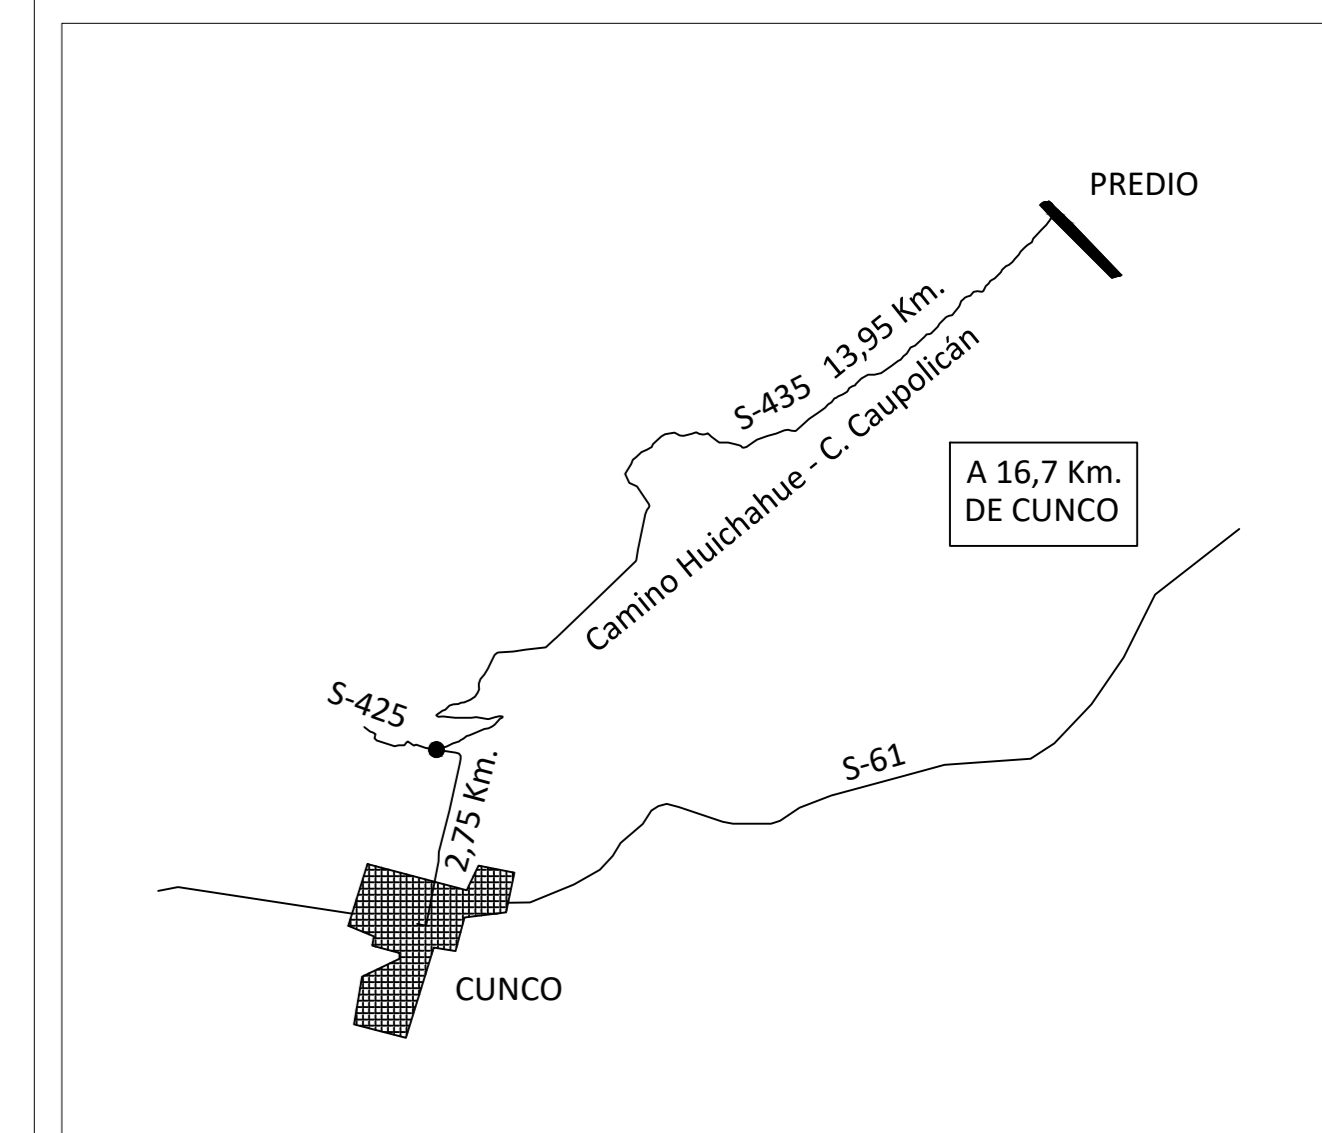 PREDIO
S-435 13,95 Km.
Camino Huichahue - C. Caupolicán
A 16,7 Km.
DE CUNCO
S-425
2,75 Km.
S-61
CUNCO